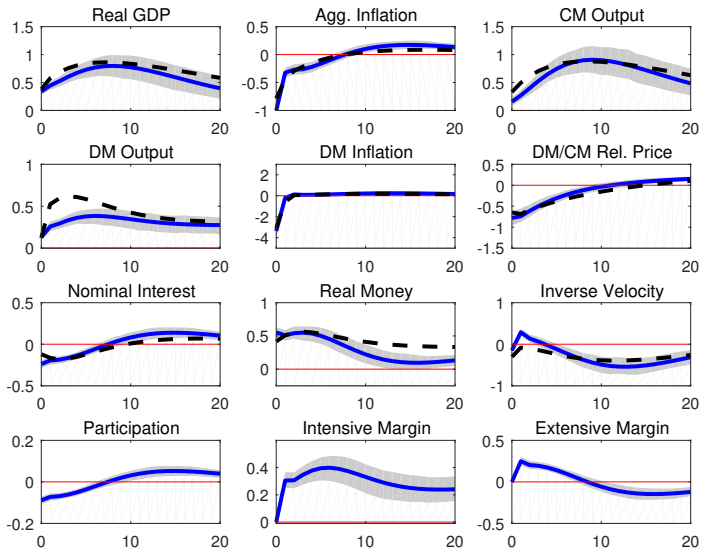 Real GDP
1.5
1
0.5
0
0 10 20
Agg. Inflation
0.5
0
-0.5
-1
0 10 20
CM Output
1.5
1
0.5
0
0 10 20
DM Output
1
0.5
0
0 10 20
DM Inflation
2
0
-2
-4
0 10 20
DM/CM Rel. Price
0.5
0
-0.5
-1
-1.5
0 10 20
Nominal Interest
0.5
0
-0.5
0 10 20
Real Money
1
0.5
0
0 10 20
Inverse Velocity
1
0
-1
0 10 20
Participation
0.2
0
-0.2
0 10 20
Intensive Margin
0.4
0.2
0
0 10 20
Extensive Margin
0.5
0
-0.5
0 10 20